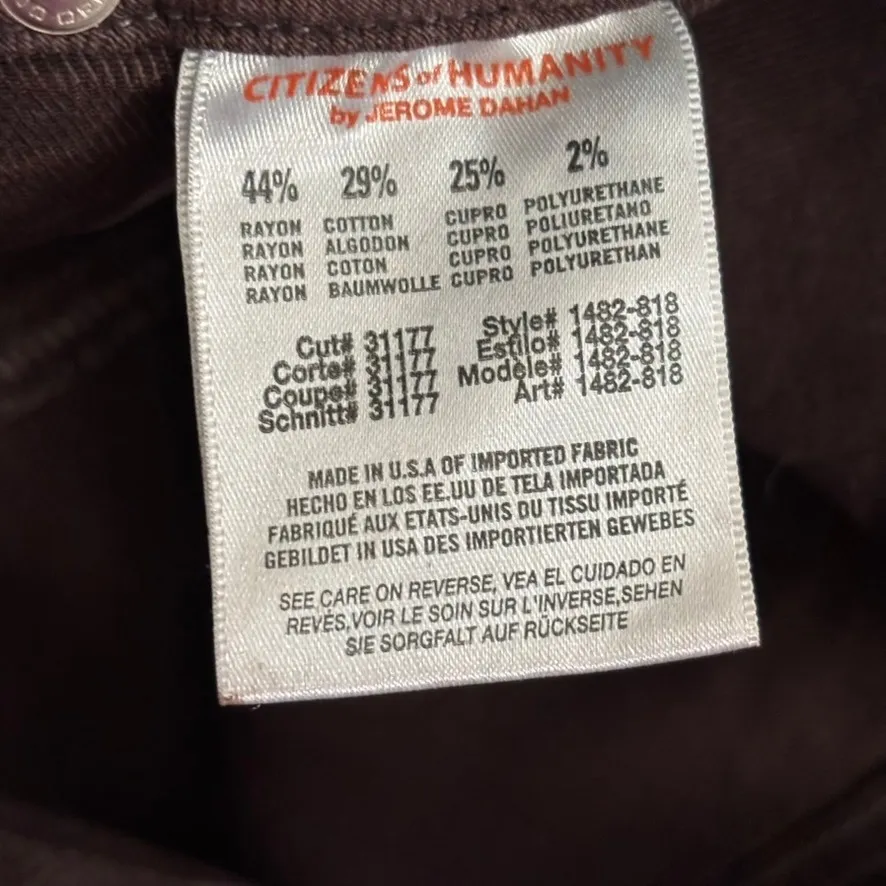 CITIZENS of HUMANITY
by JEROME DAHAN
44% 29% 25% 2%
RAYON COTTON CUPRO POLYURETHANE
RAYON ALGODON CUPRO POLIURETANO
RAYON COTON CUPRO POLYURETHANE
RAYON BAUMWOLLE CUPRO POLYURETHAN
Cut# 31177 Style# 1482-818
Corte# 31177 Estilo# 1482-818
Coupe# 31177 Modele# 1482-818
Schnitt# 31177 Art# 1482-818
MADE IN U.S.A OF IMPORTED FABRIC
HECHO EN LOS EE.UU DE TELA IMPORTADA
FABRIQUÉ AUX ETATS-UNIS DU TISSU IMPORTÉ
GEBILDET IN USA DES IMPORTIERTEN GEWEBES
SEE CARE ON REVERSE, VEA EL CUIDADO EN
REVÉS,VOIR LE SOIN SUR L'INVERSE,SEHEN
SIE SORGFALT AUF RÜCKSEITE